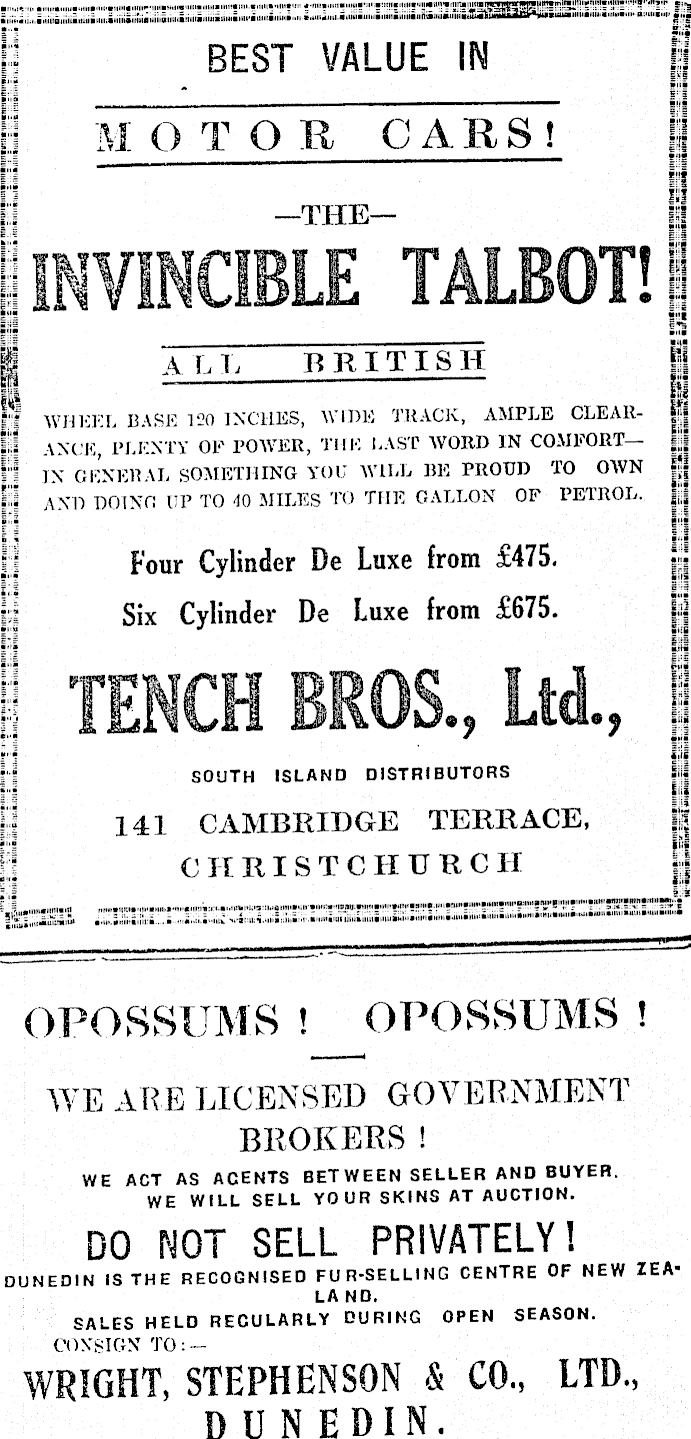 BEST VALUE IN
MOTOR CARS!
—THE—
INVINCIBLE TALBOT!
ALL BRITISH
WHEEL BASE 120 INCHES, WIDE TRACK, AMPLE CLEAR-
ANCE, PLENTY OF POWER, THE LAST WORD IN COMFORT—
IN GENERAL SOMETHING YOU WILL BE PROUD TO OWN
AND DOING UP TO 40 MILES TO THE GALLON OF PETROL.
Four Cylinder De Luxe from £475.
Six Cylinder De Luxe from £675.
TENCH BROS., Ltd.,
SOUTH ISLAND DISTRIBUTORS
141 CAMBRIDGE TERRACE,
CHRISTCHURCH
OPOSSUMS ! OPOSSUMS !
WE ARE LICENSED GOVERNMENT
BROKERS !
WE ACT AS AGENTS BETWEEN SELLER AND BUYER.
WE WILL SELL YOUR SKINS AT AUCTION.
DO NOT SELL PRIVATELY!
DUNEDIN IS THE RECOGNISED FUR-SELLING CENTRE OF NEW ZEA-
LAND.
SALES HELD REGULARLY DURING OPEN SEASON.
CONSIGN TO:—
WRIGHT, STEPHENSON & CO., LTD.,
DUNEDIN.